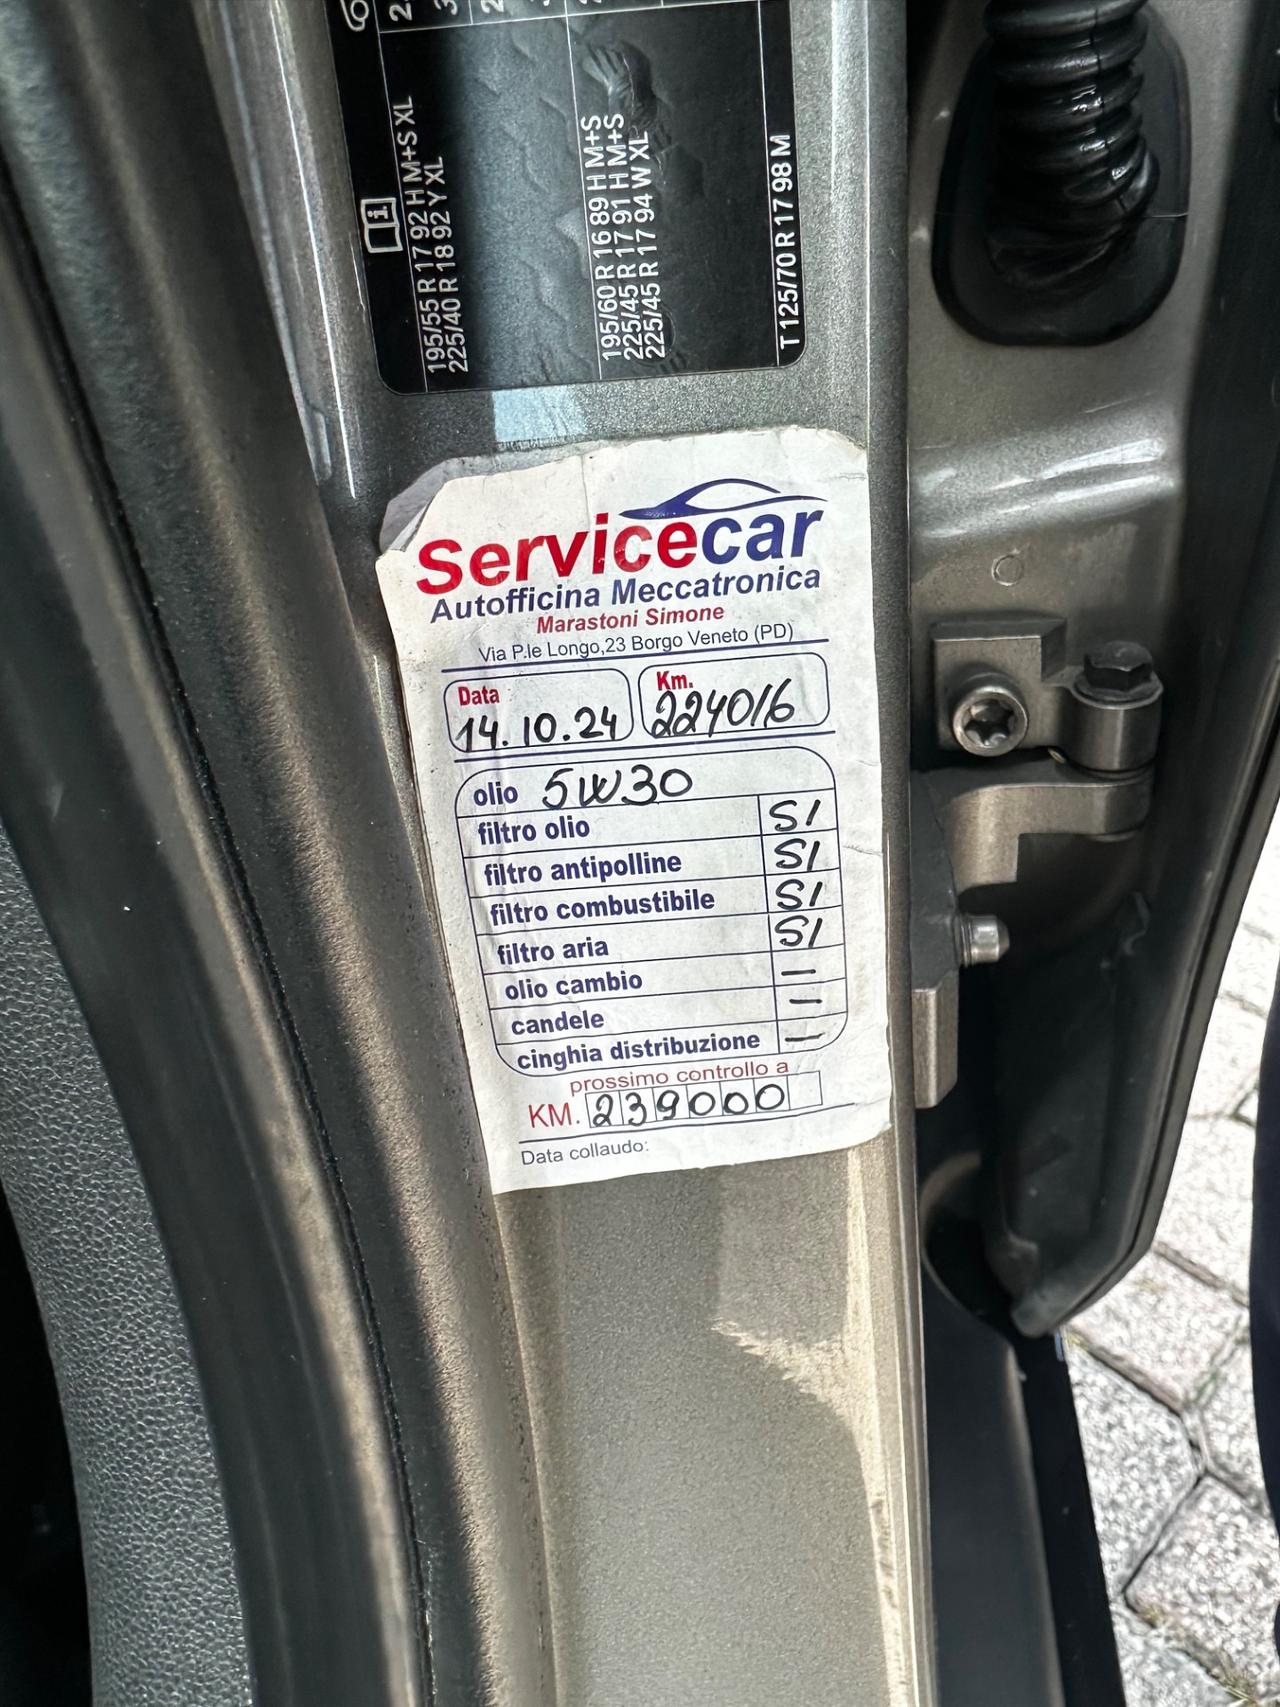 195/55 R 17 92 H M+S XL
225/40 R 18 92 Y XL
195/60 R 16 89 H M+S
225/45 R 17 91 H M+S
225/45 R 17 94 W XL
T 125/70 R 17 98 M
Servicecar
Autofficina Meccatronica
Marastoni Simone
Via P.le Longo,23 Borgo Veneto (PD)
Data Km.
14.10.24 224016
olio 5W30
filtro olio SI
filtro antipolline SI
filtro combustibile SI
filtro aria SI
olio cambio —
candele —
cinghia distribuzione —
prossimo controllo a
KM. 239000
Data collaudo: